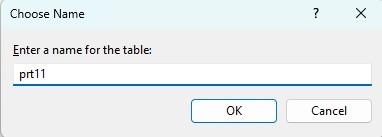 Choose Name
?
Enter a name for the table:
prt11
OK Cancel